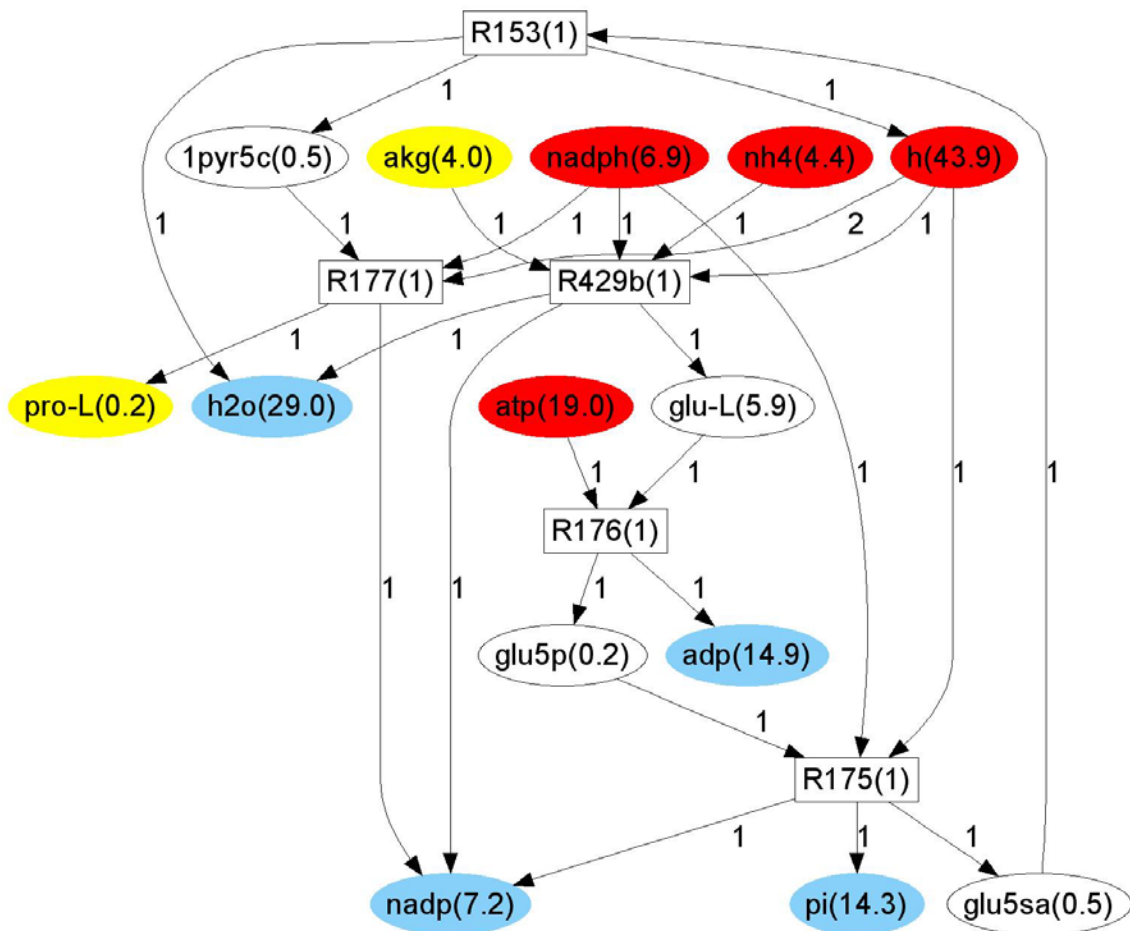 R153(1)
1
1
1pyr5c(0.5)
akg(4.0)
nadph(6.9)
nh4(4.4)
h(43.9)
1
1
1
1
1
2
1
R177(1)
R429b(1)
1
1
1
pro-L(0.2)
h2o(29.0)
atp(19.0)
glu-L(5.9)
1
1
1
1
1
R176(1)
1
1
1
1
glu5p(0.2)
adp(14.9)
1
R175(1)
1
1
1
nadp(7.2)
pi(14.3)
glu5sa(0.5)